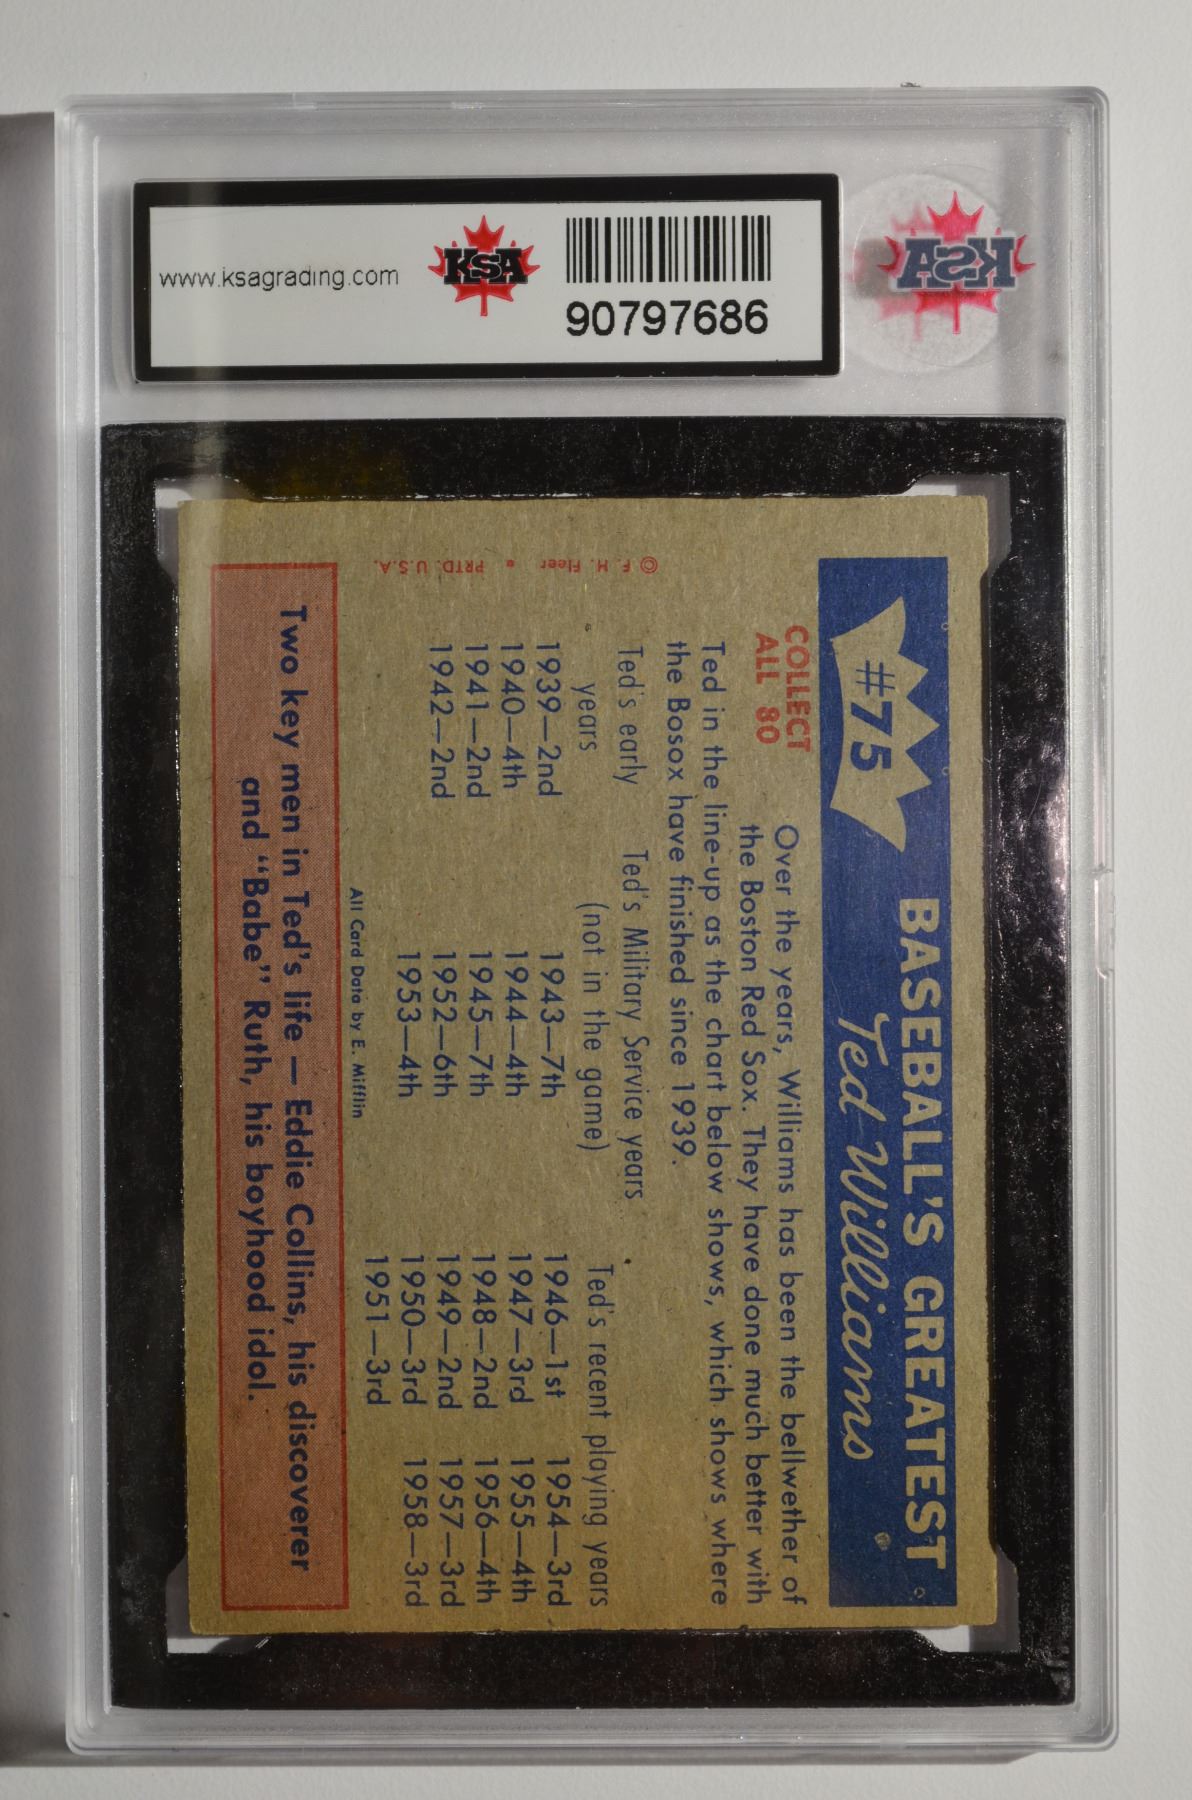 www.ksagrading.com
KSA
90797686
KSA
#75
BASEBALL'S GREATEST
Ted Williams
COLLECT
ALL 80
Over the years, Williams has been the bellwether of
the Boston Red Sox. They have done much better with
Ted in the line-up as the chart below shows, which shows where
the Bosox have finished since 1939.
Ted's early
years
1939—2nd
1940—4th
1941—2nd
1942—2nd
Ted's Military Service years
(not in the game)
1943—7th
1944—4th
1945—7th
1952—6th
1953—4th
Ted's recent playing years
1946—1st
1947—3rd
1948—2nd
1949—2nd
1950—3rd
1951—3rd
1954—3rd
1955—4th
1956—4th
1957—3rd
1958—3rd
© F. H. Fleer • PRTD. U.S.A.
All Card Data by E. Mifflin
Two key men in Ted's life — Eddie Collins, his discoverer
and "Babe" Ruth, his boyhood idol.